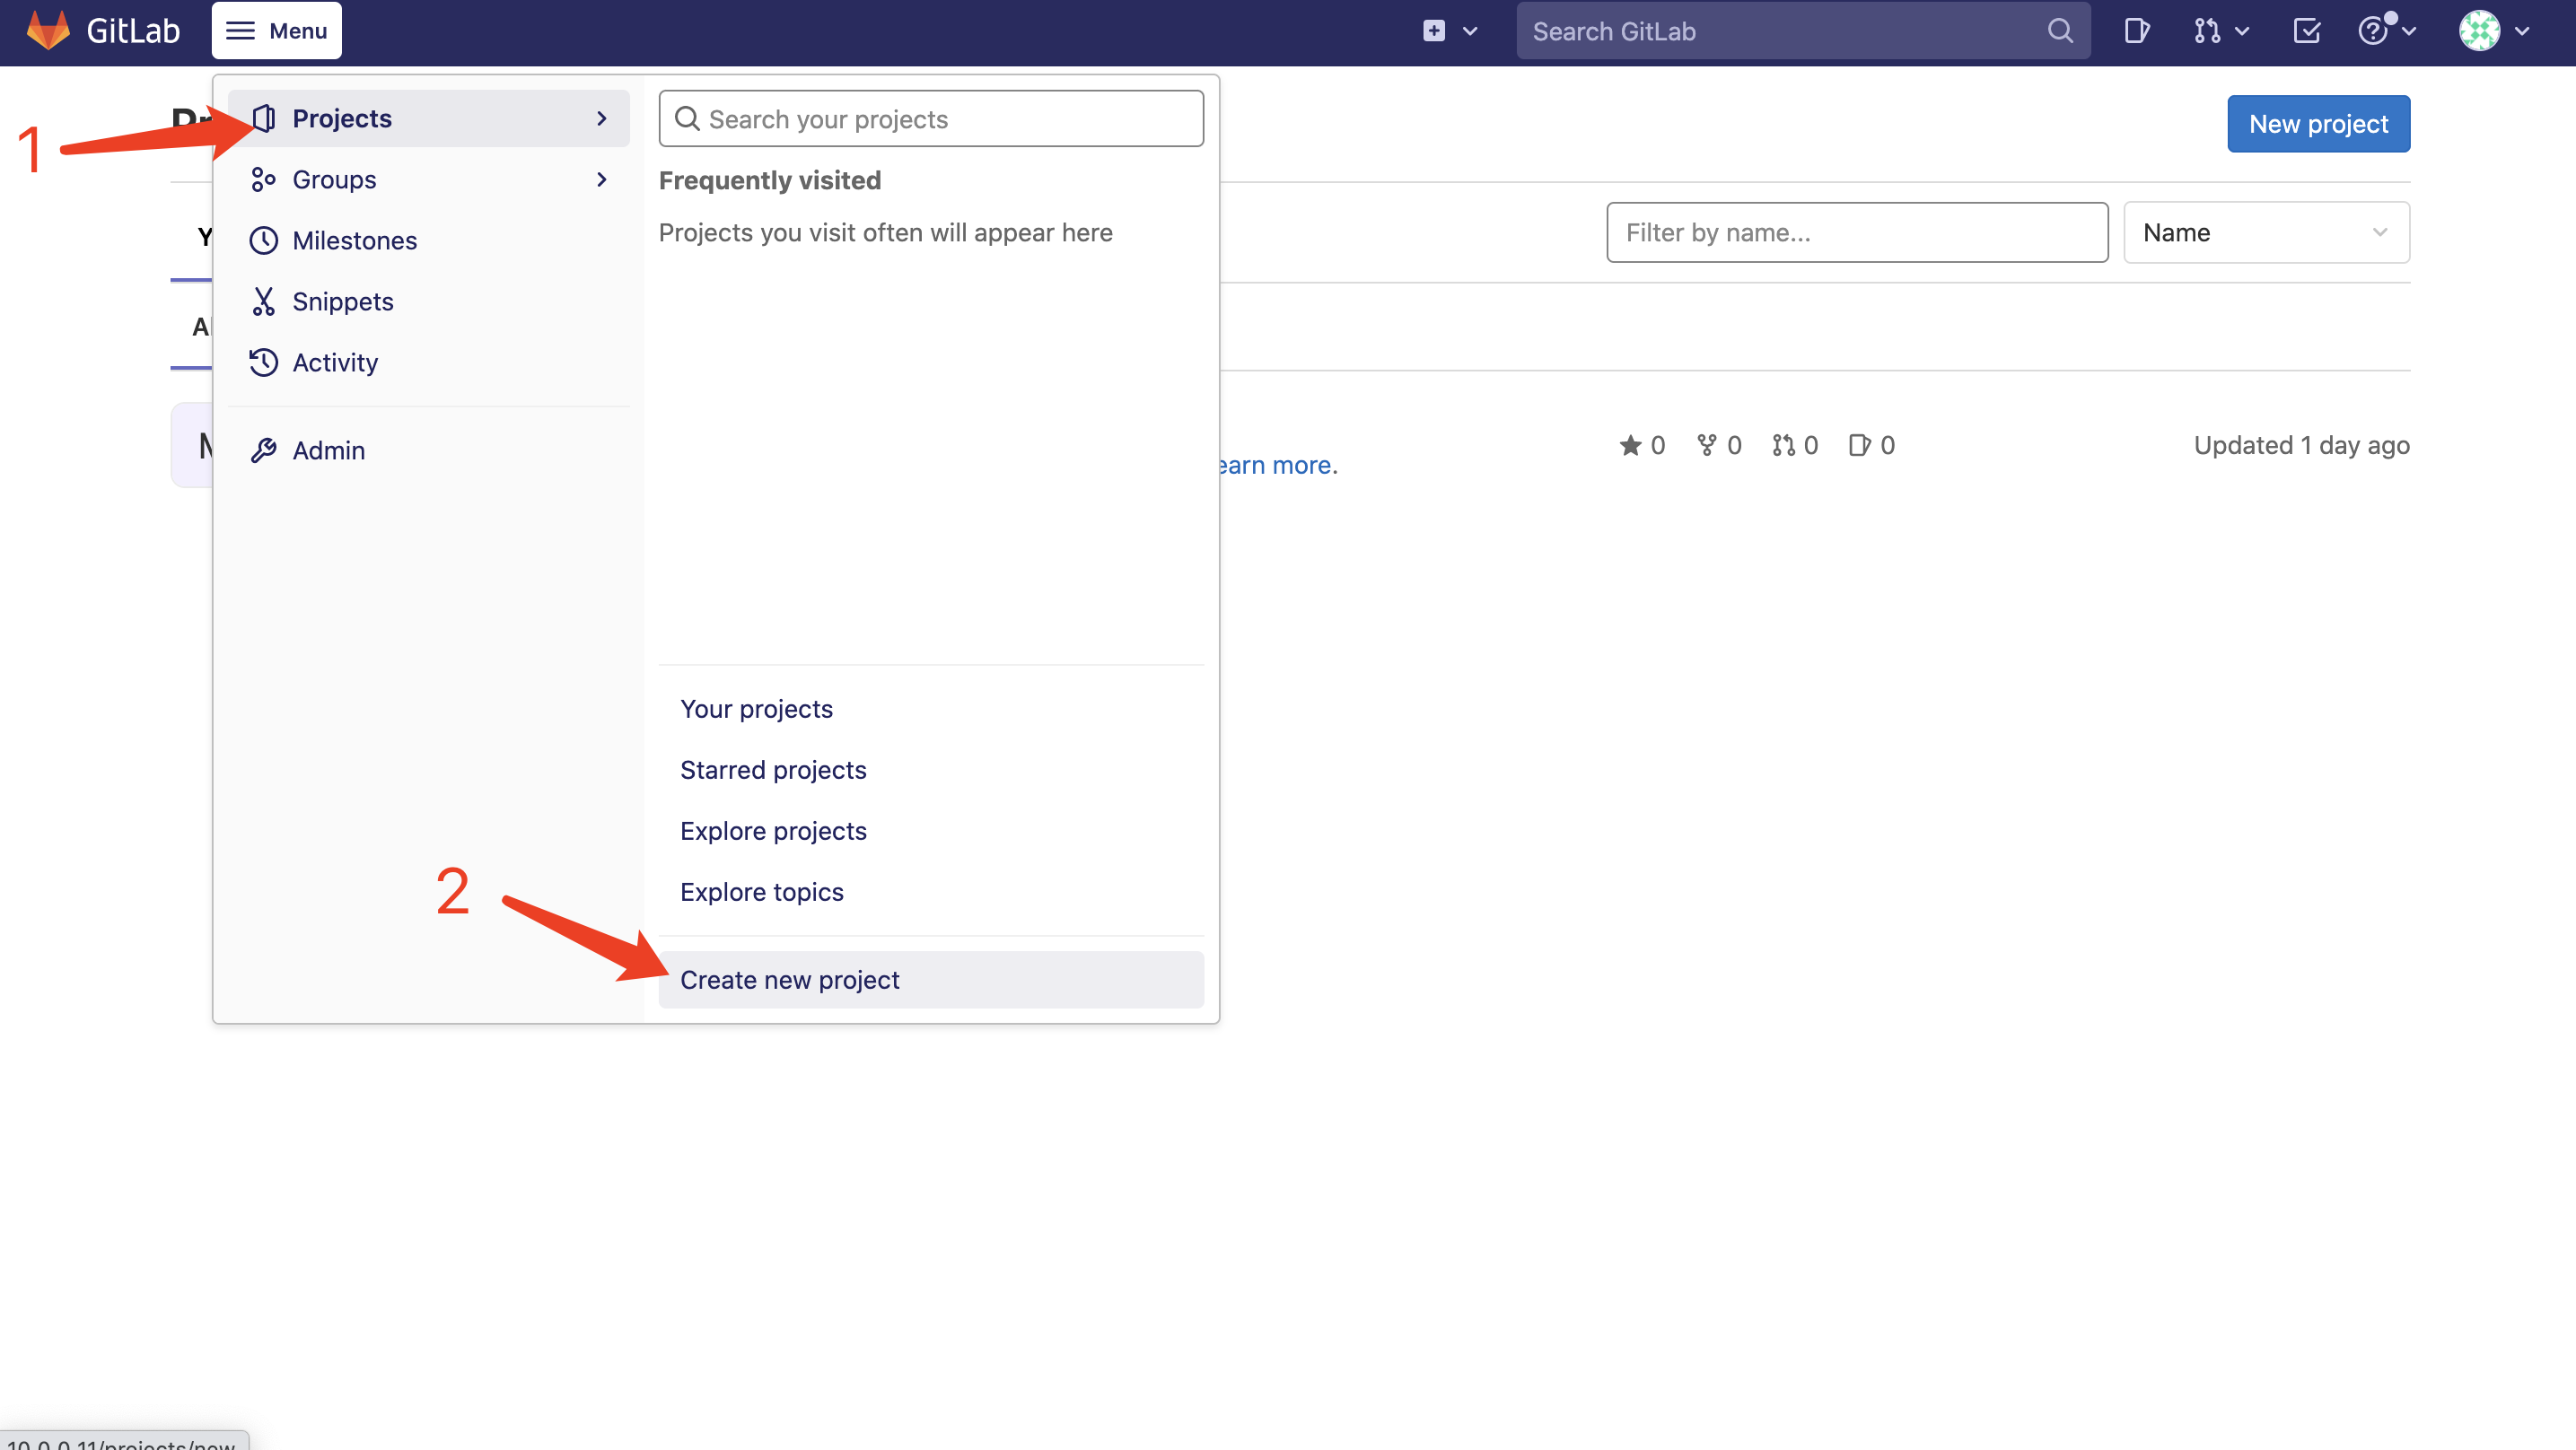 GitLab
Menu
Search GitLab
1
Projects
Search your projects
New project
Groups
Frequently visited
Milestones
Projects you visit often will appear here
Filter by name...
Name
Snippets
Activity
Admin
0 0 0 0
Updated 1 day ago
earn more.
Your projects
Starred projects
Explore projects
2
Explore topics
Create new project
10.0.0.11/projects/new